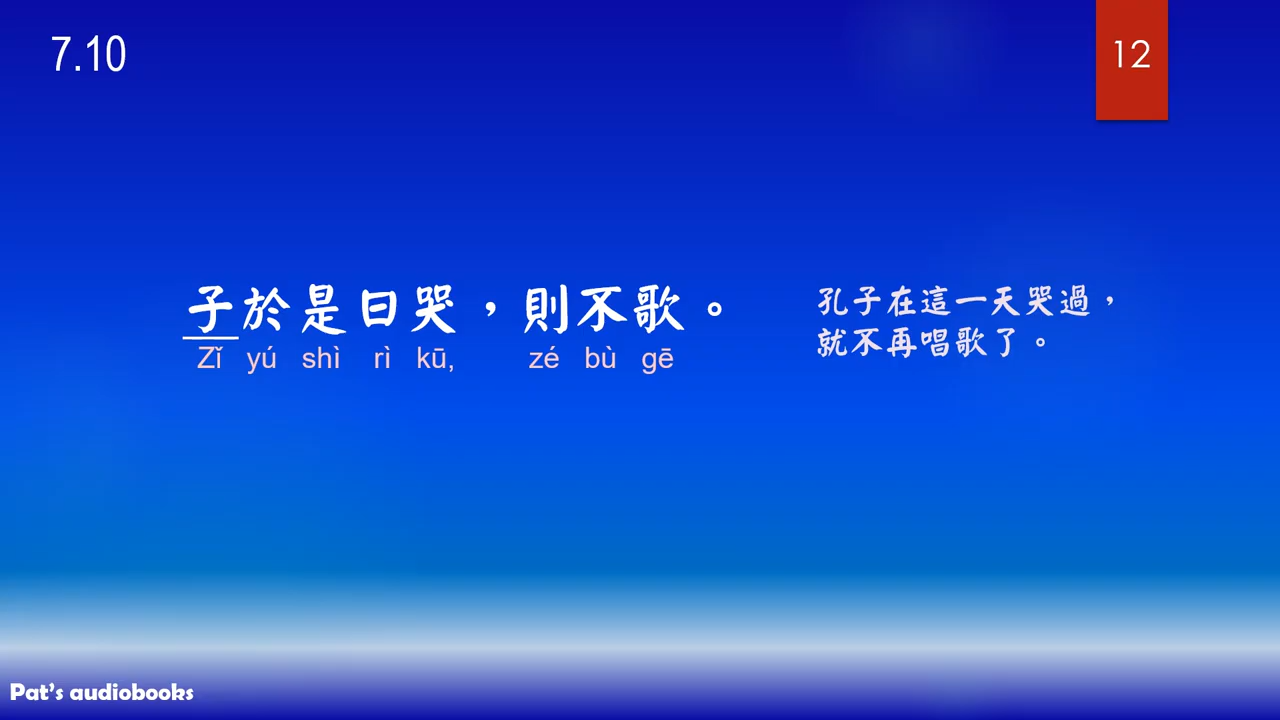 7.10
12
子於是日哭，則不歌。
Zǐ yú shì rì kū, zé bù gē
孔子在這一天哭過，
就不再唱歌了。
Pat's audiobooks